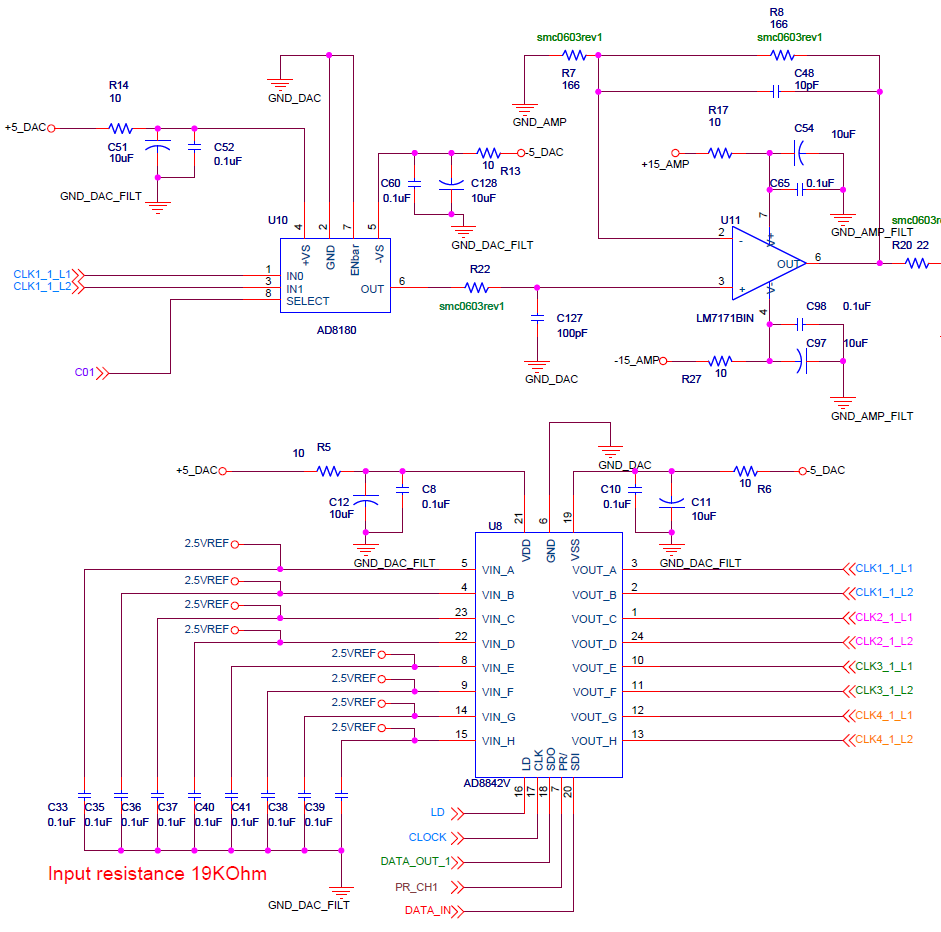 R8
166
smc0603rev1
smc0603rev1
R7
166
C48
10pF
GND_DAC
GND_AMP
R14
10
+5_DAC
C51
10uF
C52
0.1uF
GND_DAC_FILT
R17
10
C54
10uF
+15_AMP
C65
0.1uF
GND_AMP_FILT
-5_DAC
10
R13
C60
0.1uF
C128
10uF
GND_DAC_FILT
U10
4
2
7
5
+VS
GND
ENbar
-VS
CLK1_1_L1
CLK1_1_L2
1
3
8
IN0
IN1
SELECT
OUT
6
AD8180
C01
R22
smc0603rev1
C127
100pF
GND_DAC
U11
7
2
-
V+
OUT
6
3
+
V-
4
LM7171BIN
smc0603r
R20
22
C98
0.1uF
C97
10uF
-15_AMP
R27
10
GND_AMP_FILT
10
R5
+5_DAC
C12
10uF
C8
0.1uF
GND_DAC_FILT
GND_DAC
-5_DAC
10
R6
C10
0.1uF
C11
10uF
GND_DAC_FILT
U8
21
6
19
VDD
GND
VSS
2.5VREF
2.5VREF
2.5VREF
2.5VREF
2.5VREF
2.5VREF
2.5VREF
2.5VREF
5 VIN_A VOUT_A 3 CLK1_1_L1
4 VIN_B VOUT_B 2 CLK1_1_L2
23 VIN_C VOUT_C 1 CLK2_1_L1
22 VIN_D VOUT_D 24 CLK2_1_L2
8 VIN_E VOUT_E 10 CLK3_1_L1
9 VIN_F VOUT_F 11 CLK3_1_L2
14 VIN_G VOUT_G 12 CLK4_1_L1
15 VIN_H VOUT_H 13 CLK4_1_L2
LD
CLK
SDO
PR/
SDI
AD8842V
16
17
18
7
20
C33 C35 C36 C37 C40 C41 C38 C39
0.1uF 0.1uF 0.1uF 0.1uF 0.1uF 0.1uF 0.1uF 0.1uF
LD
CLOCK
DATA_OUT_1
PR_CH1
DATA_IN
Input resistance 19KOhm
GND_DAC_FILT